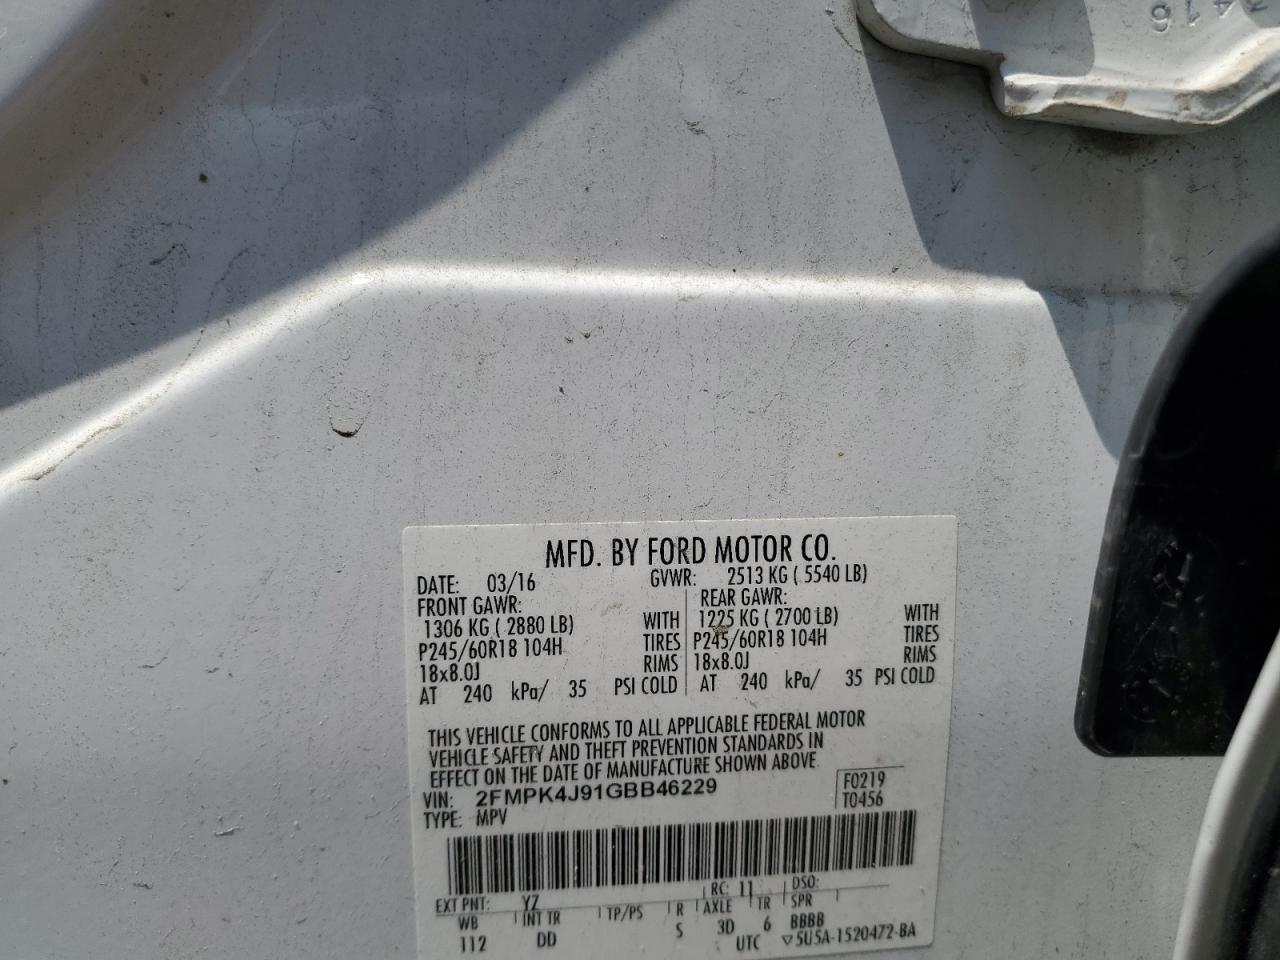 416
MFD. BY FORD MOTOR CO.
DATE: 03/16 GVWR: 2513 KG ( 5540 LB)
FRONT GAWR: REAR GAWR:
1306 KG ( 2880 LB) WITH 1225 KG ( 2700 LB) WITH
P245/60R18 104H TIRES P245/60R18 104H TIRES
18x8.0J RIMS 18x8.0J RIMS
AT 240 kPa/ 35 PSI COLD AT 240 kPa/ 35 PSI COLD
THIS VEHICLE CONFORMS TO ALL APPLICABLE FEDERAL MOTOR
VEHICLE SAFETY AND THEFT PREVENTION STANDARDS IN
EFFECT ON THE DATE OF MANUFACTURE SHOWN ABOVE.
VIN: 2FMPK4J91GBB46229 F0219
TYPE: MPV T0456
EXT PNT: YZ RC: 11 DSO:
WB INT TR TP/PS R AXLE TR SPR
112 DD S 3D 6 BBBB
UTC ▽5U5A-1520472-BA